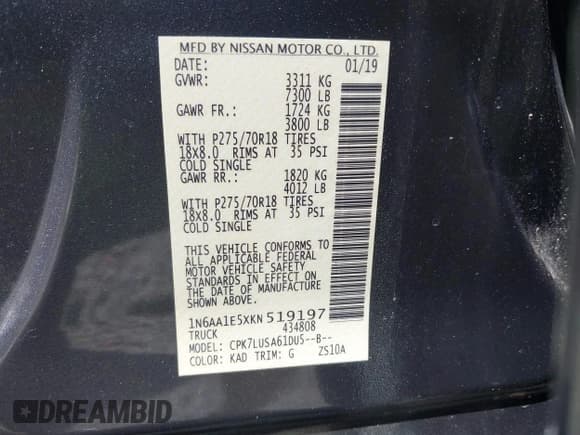 MFD BY NISSAN MOTOR CO., LTD.
DATE: 01/19
GVWR: 3311 KG
7300 LB
GAWR FR.: 1724 KG
3800 LB
WITH P275/70R18 TIRES
18X8.0 RIMS AT 35 PSI
COLD SINGLE
GAWR RR.: 1820 KG
4012 LB
WITH P275/70R18 TIRES
18X8.0 RIMS AT 35 PSI
COLD SINGLE
THIS VEHICLE CONFORMS TO
ALL APPLICABLE FEDERAL
MOTOR VEHICLE SAFETY
STANDARDS IN EFFECT ON
THE DATE OF MANUFACTURE
SHOWN ABOVE.
1N6AA1E5XKN519197
TRUCK 434808
MODEL: CPK7LUSA61DU5--B--
COLOR: KAD TRIM: G ZS10A
DREAMBID